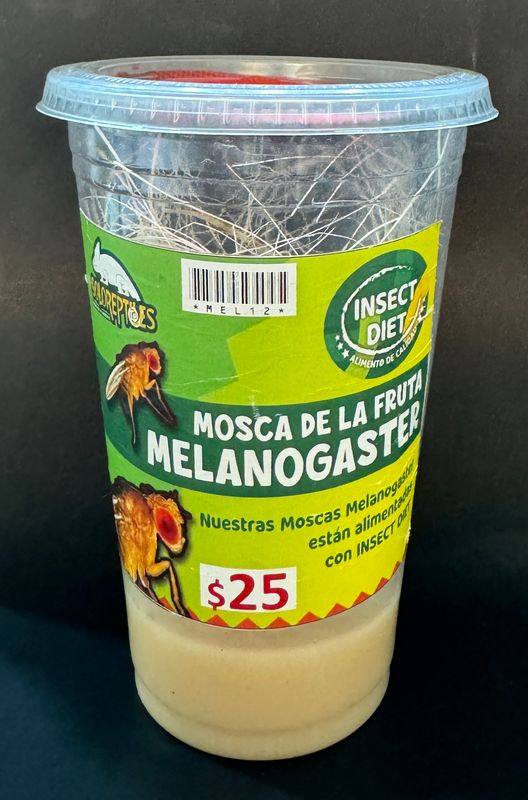 *MEL12*
INSECT
DIET
ALIMENTO DE CALIDAD
MOSCA DE LA FRUTA
MELANOGASTER
Nuestras Moscas Melanogaster
están alimentadas
con INSECT DIET
$25